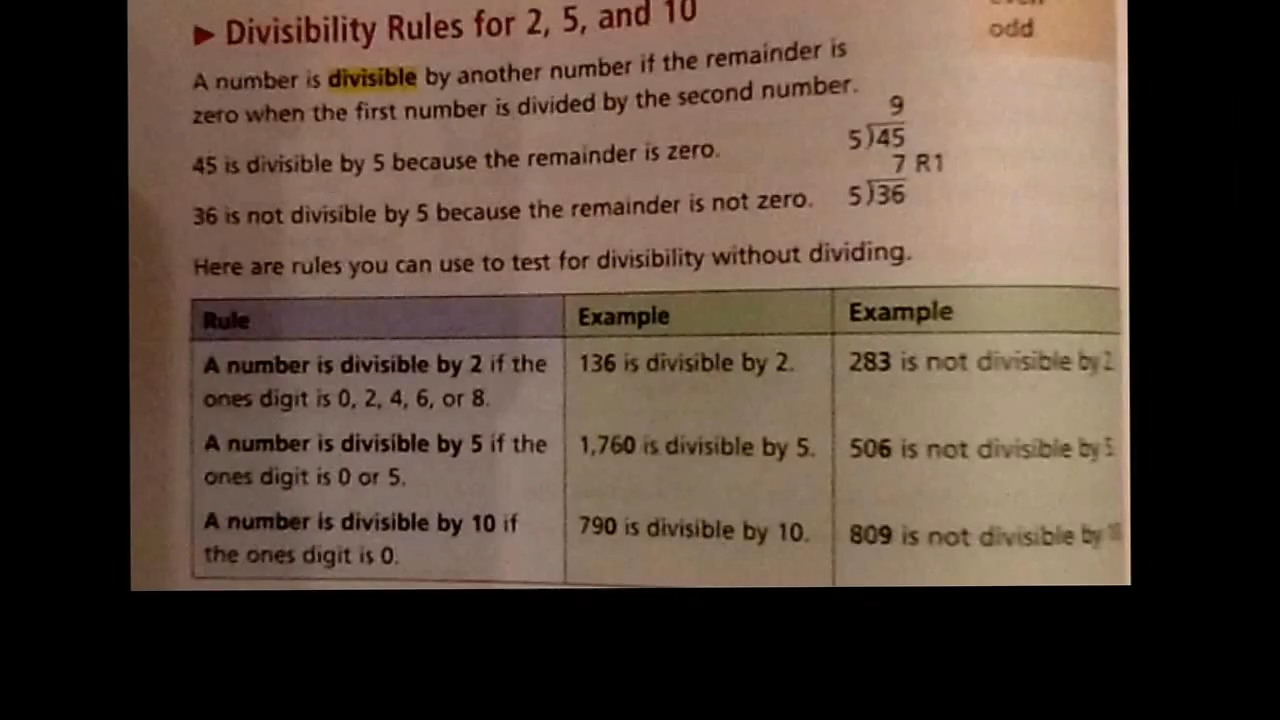 ► Divisibility Rules for 2, 5, and 10
odd
A number is divisible by another number if the remainder is
zero when the first number is divided by the second number.
9
5)45
45 is divisible by 5 because the remainder is zero.
7 R1
5)36
36 is not divisible by 5 because the remainder is not zero.
Here are rules you can use to test for divisibility without dividing.
Rule Example Example
A number is divisible by 2 if the 136 is divisible by 2. 283 is not divisible by 2
ones digit is 0, 2, 4, 6, or 8.
A number is divisible by 5 if the 1,760 is divisible by 5. 506 is not divisible by 5
ones digit is 0 or 5.
A number is divisible by 10 if 790 is divisible by 10. 809 is not divisible by
the ones digit is 0.